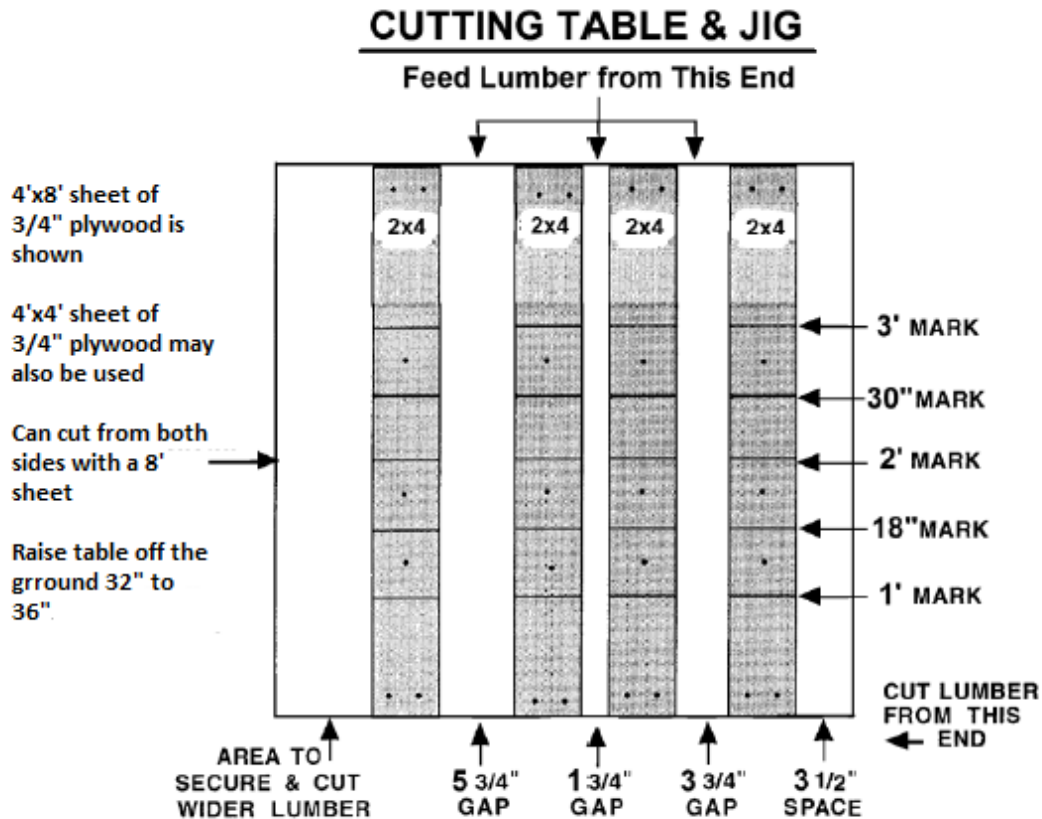 CUTTING TABLE & JIG
Feed Lumber from This End
4'x8' sheet of
3/4" plywood is
shown
4'x4' sheet of
3/4" plywood may
also be used
Can cut from both
sides with a 8'
sheet
Raise table off the
grround 32" to
36".
2x4
2x4
2x4
2x4
3' MARK
30" MARK
2' MARK
18" MARK
1' MARK
CUT LUMBER
FROM THIS
END
AREA TO
SECURE & CUT
WIDER LUMBER
5 3/4"
GAP
1 3/4"
GAP
3 3/4"
GAP
3 1/2"
SPACE